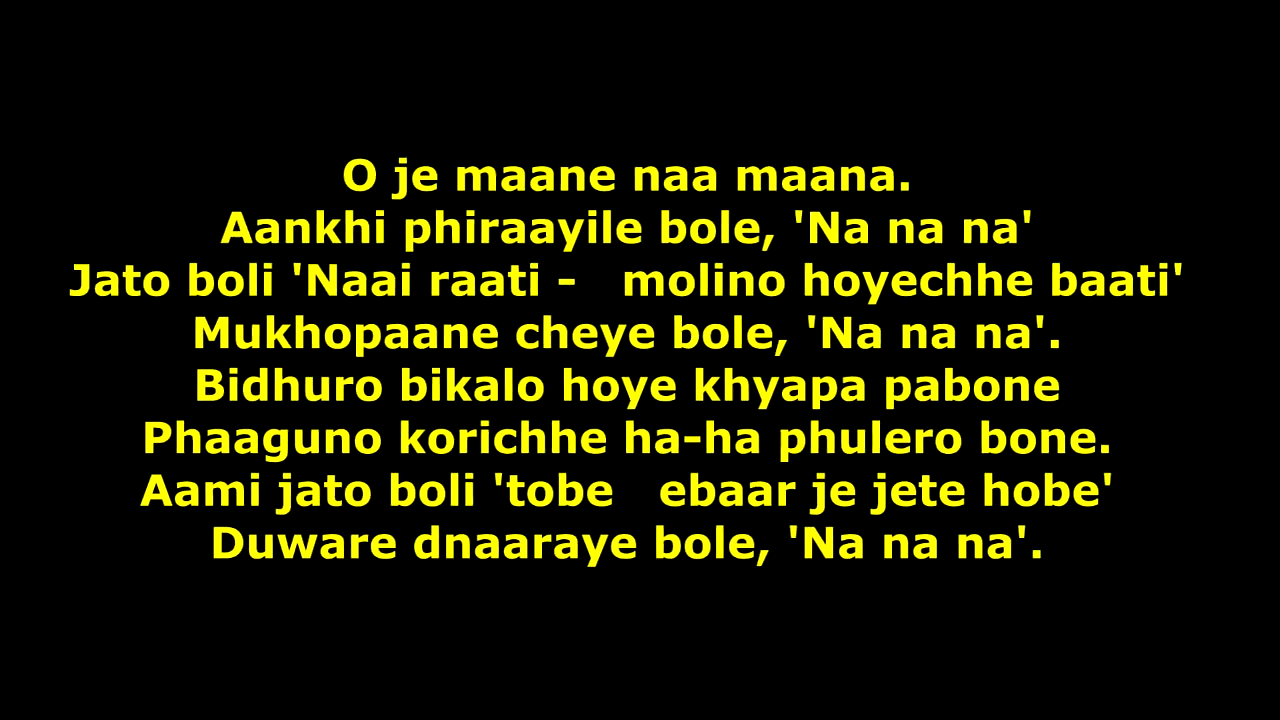 O je maane naa maana.
Aankhi phiraayile bole, 'Na na na'
Jato boli 'Naai raati -   molino hoyechhe baati'
Mukhopaane cheye bole, 'Na na na'.
Bidhuro bikalo hoye khyapa pabone
Phaaguno korichhe ha-ha phulero bone.
Aami jato boli 'tobe   ebaar je jete hobe'
Duware dnaaraye bole, 'Na na na'.